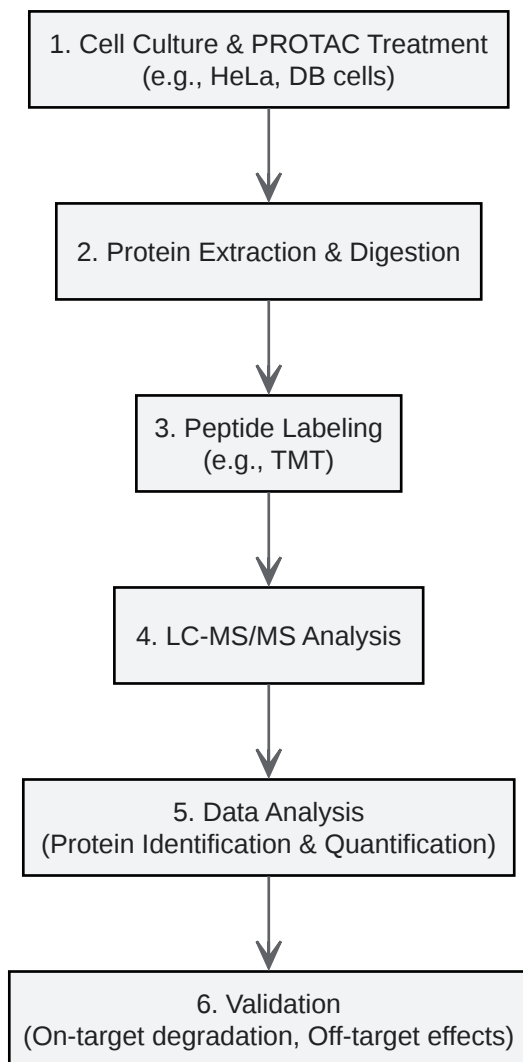 1. Cell Culture & PROTAC Treatment
(e.g., HeLa, DB cells)
2. Protein Extraction & Digestion
3. Peptide Labeling
(e.g., TMT)
4. LC-MS/MS Analysis
5. Data Analysis
(Protein Identification & Quantification)
6. Validation
(On-target degradation, Off-target effects)